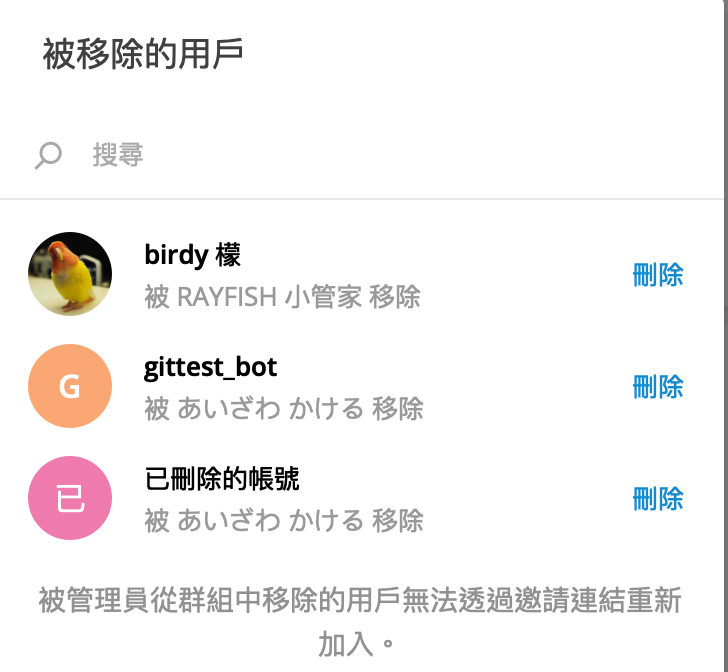 被移除的用戶
搜尋
birdy 檬
被 RAYFISH 小管家 移除
刪除
G
gittest_bot
被 あいざわ かける 移除
刪除
已
已刪除的帳號
被 あいざわ かける 移除
刪除
被管理員從群組中移除的用戶無法透過邀請連結重新
加入。